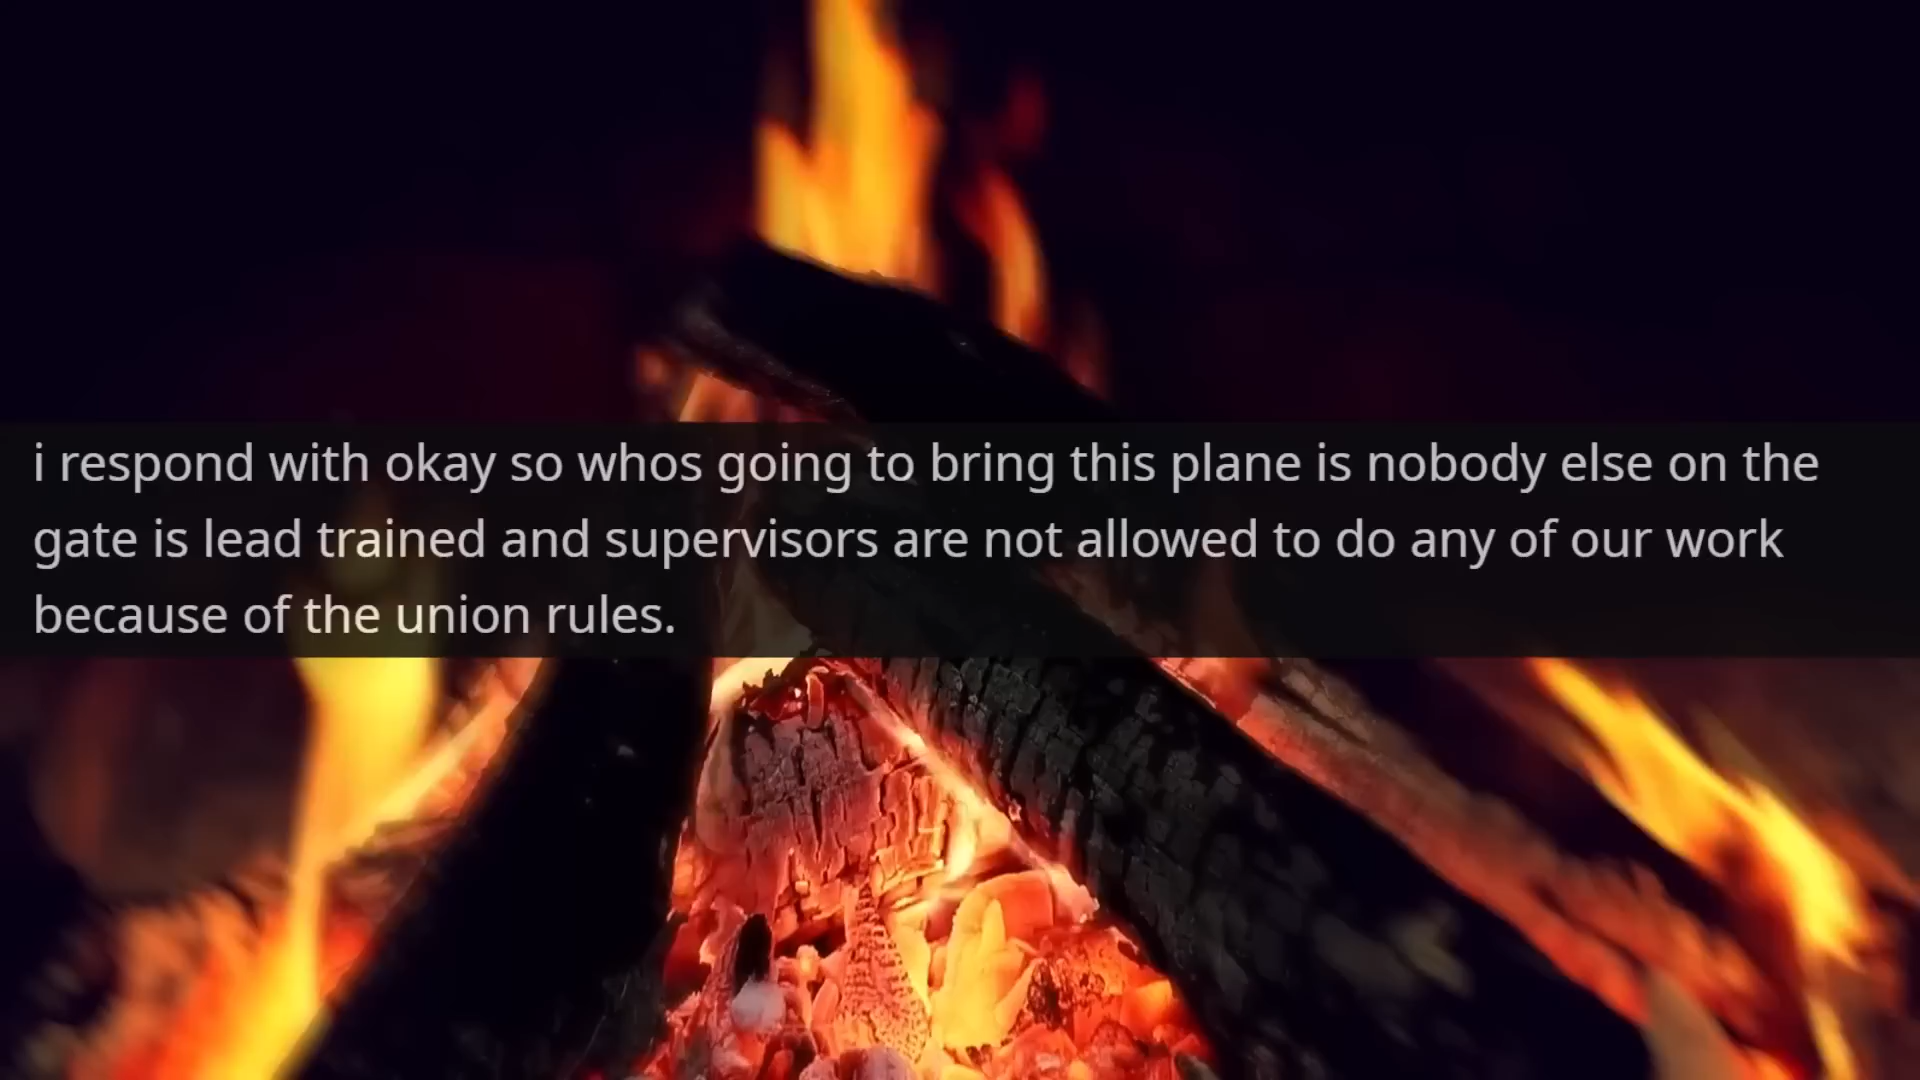 i respond with okay so whos going to bring this plane is nobody else on the
gate is lead trained and supervisors are not allowed to do any of our work
because of the union rules.